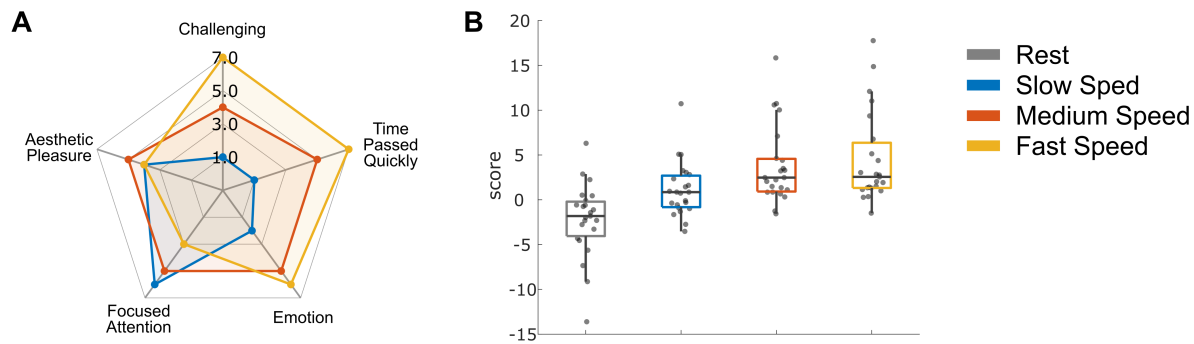 A
Challenging
7.0
5.0
3.0
1.0
Time
Passed
Quickly
Aesthetic
Pleasure
Focused
Attention
Emotion
B
score
20
15
10
5
0
-5
-10
-15
Rest
Slow Sped
Medium Speed
Fast Speed